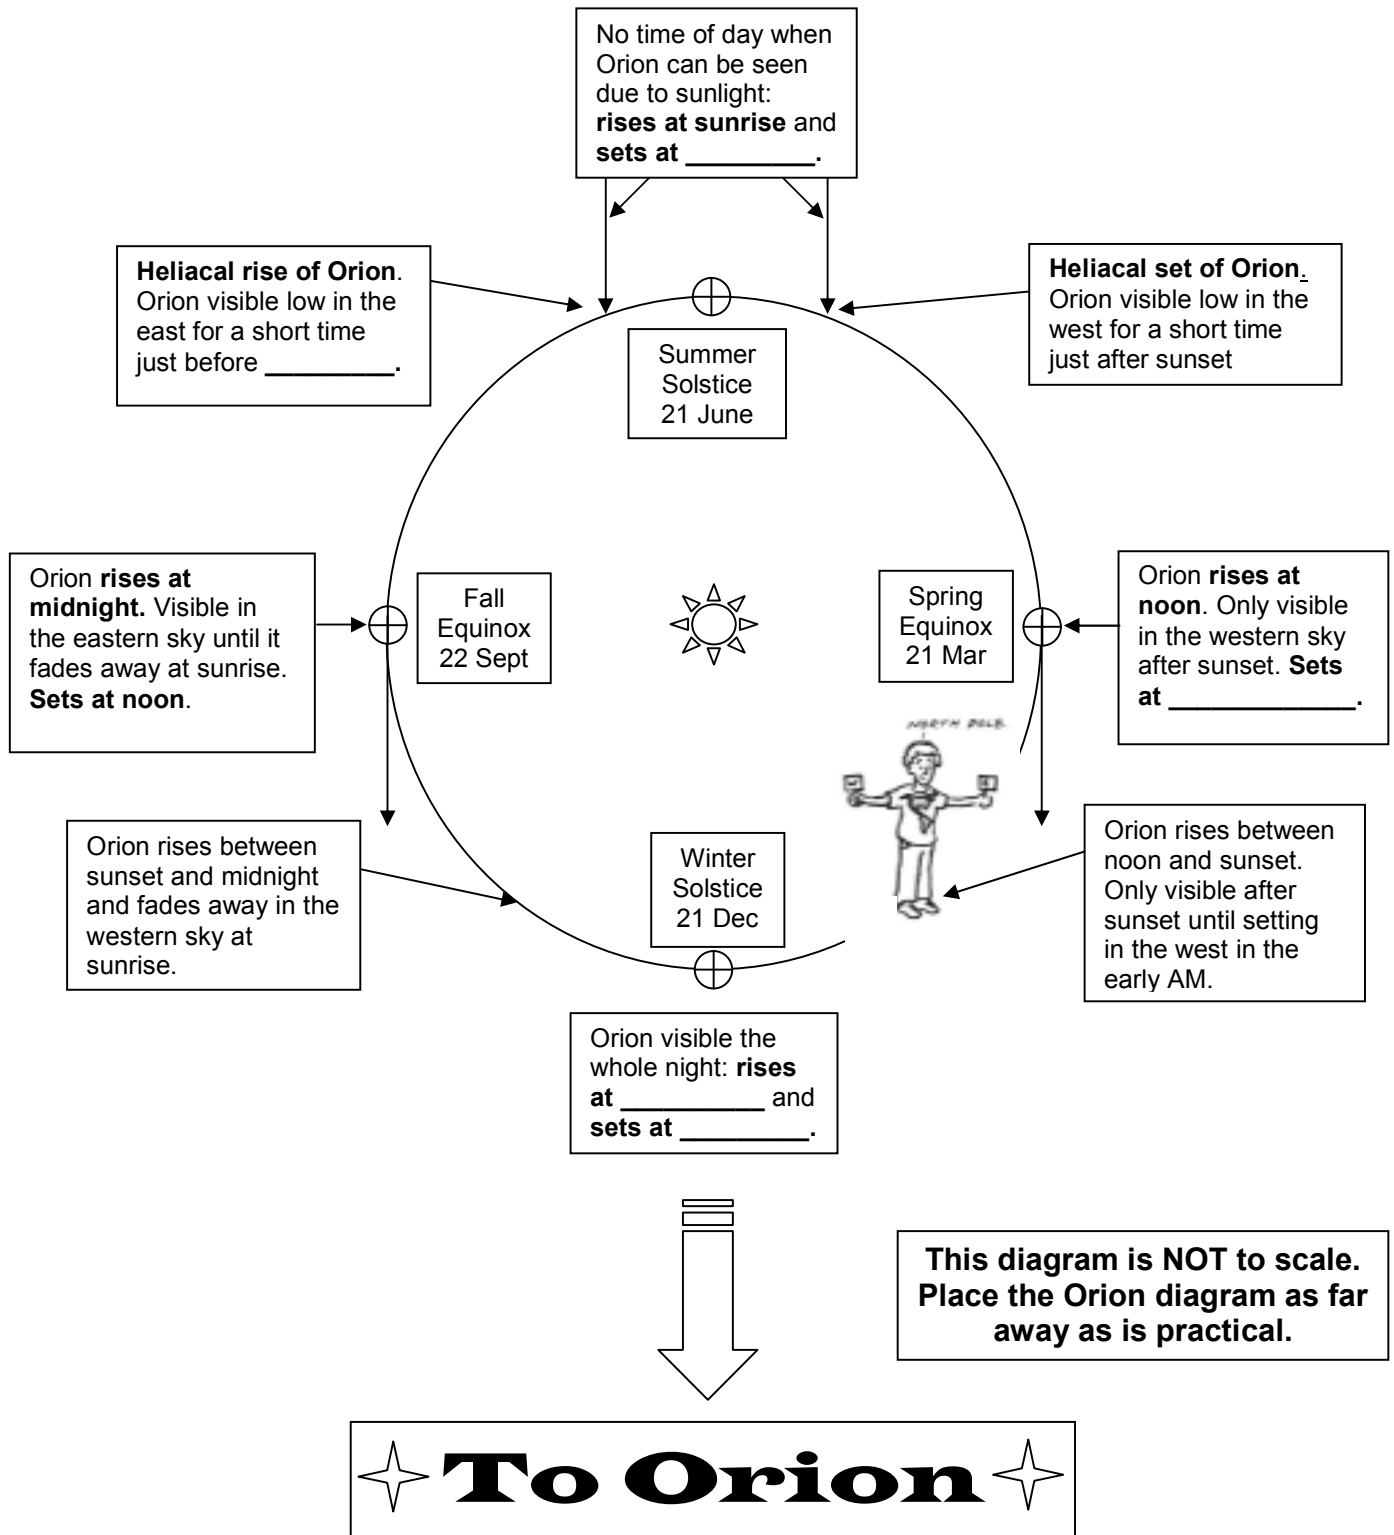 No time of day when
Orion can be seen
due to sunlight:
rises at sunrise and
sets at _________.
Heliacal rise of Orion.
Orion visible low in the
east for a short time
just before _________.
Heliacal set of Orion.
Orion visible low in the
west for a short time
just after sunset
Summer
Solstice
21 June
Orion rises at
midnight. Visible in
the eastern sky until it
fades away at sunrise.
Sets at noon.
Fall
Equinox
22 Sept
Spring
Equinox
21 Mar
Orion rises at
noon. Only visible
in the western sky
after sunset. Sets
at _____________.
NORTH POLE
Orion rises between
sunset and midnight
and fades away in the
western sky at
sunrise.
Winter
Solstice
21 Dec
Orion rises between
noon and sunset.
Only visible after
sunset until setting
in the west in the
early AM.
Orion visible the
whole night: rises
at __________ and
sets at _________.
This diagram is NOT to scale.
Place the Orion diagram as far
away as is practical.
To Orion